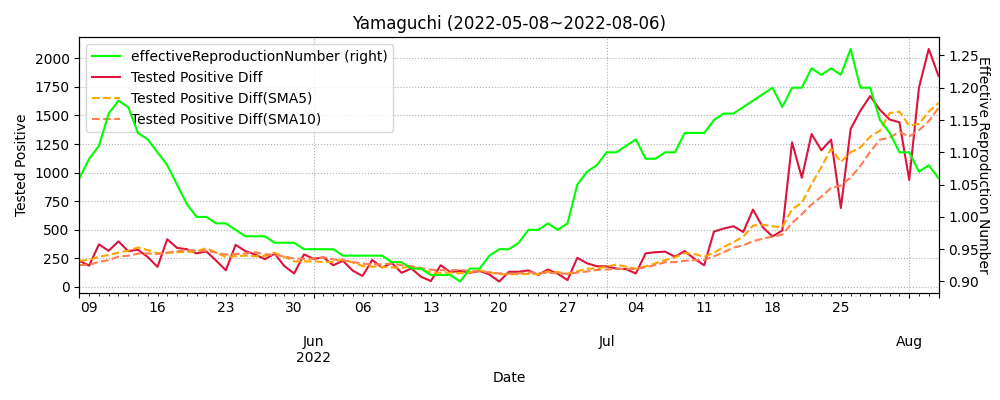 Yamaguchi (2022-05-08~2022-08-06)
effectiveReproductionNumber (right)
Tested Positive Diff
Tested Positive Diff(SMA5)
Tested Positive Diff(SMA10)
Tested Positive
2000
1750
1500
1250
1000
750
500
250
0
Effective Reproduction Number
1.25
1.20
1.15
1.10
1.05
1.00
0.95
0.90
09 16 23 30 06 13 20 27 04 11 18 25
Jun Jul Aug
2022
Date